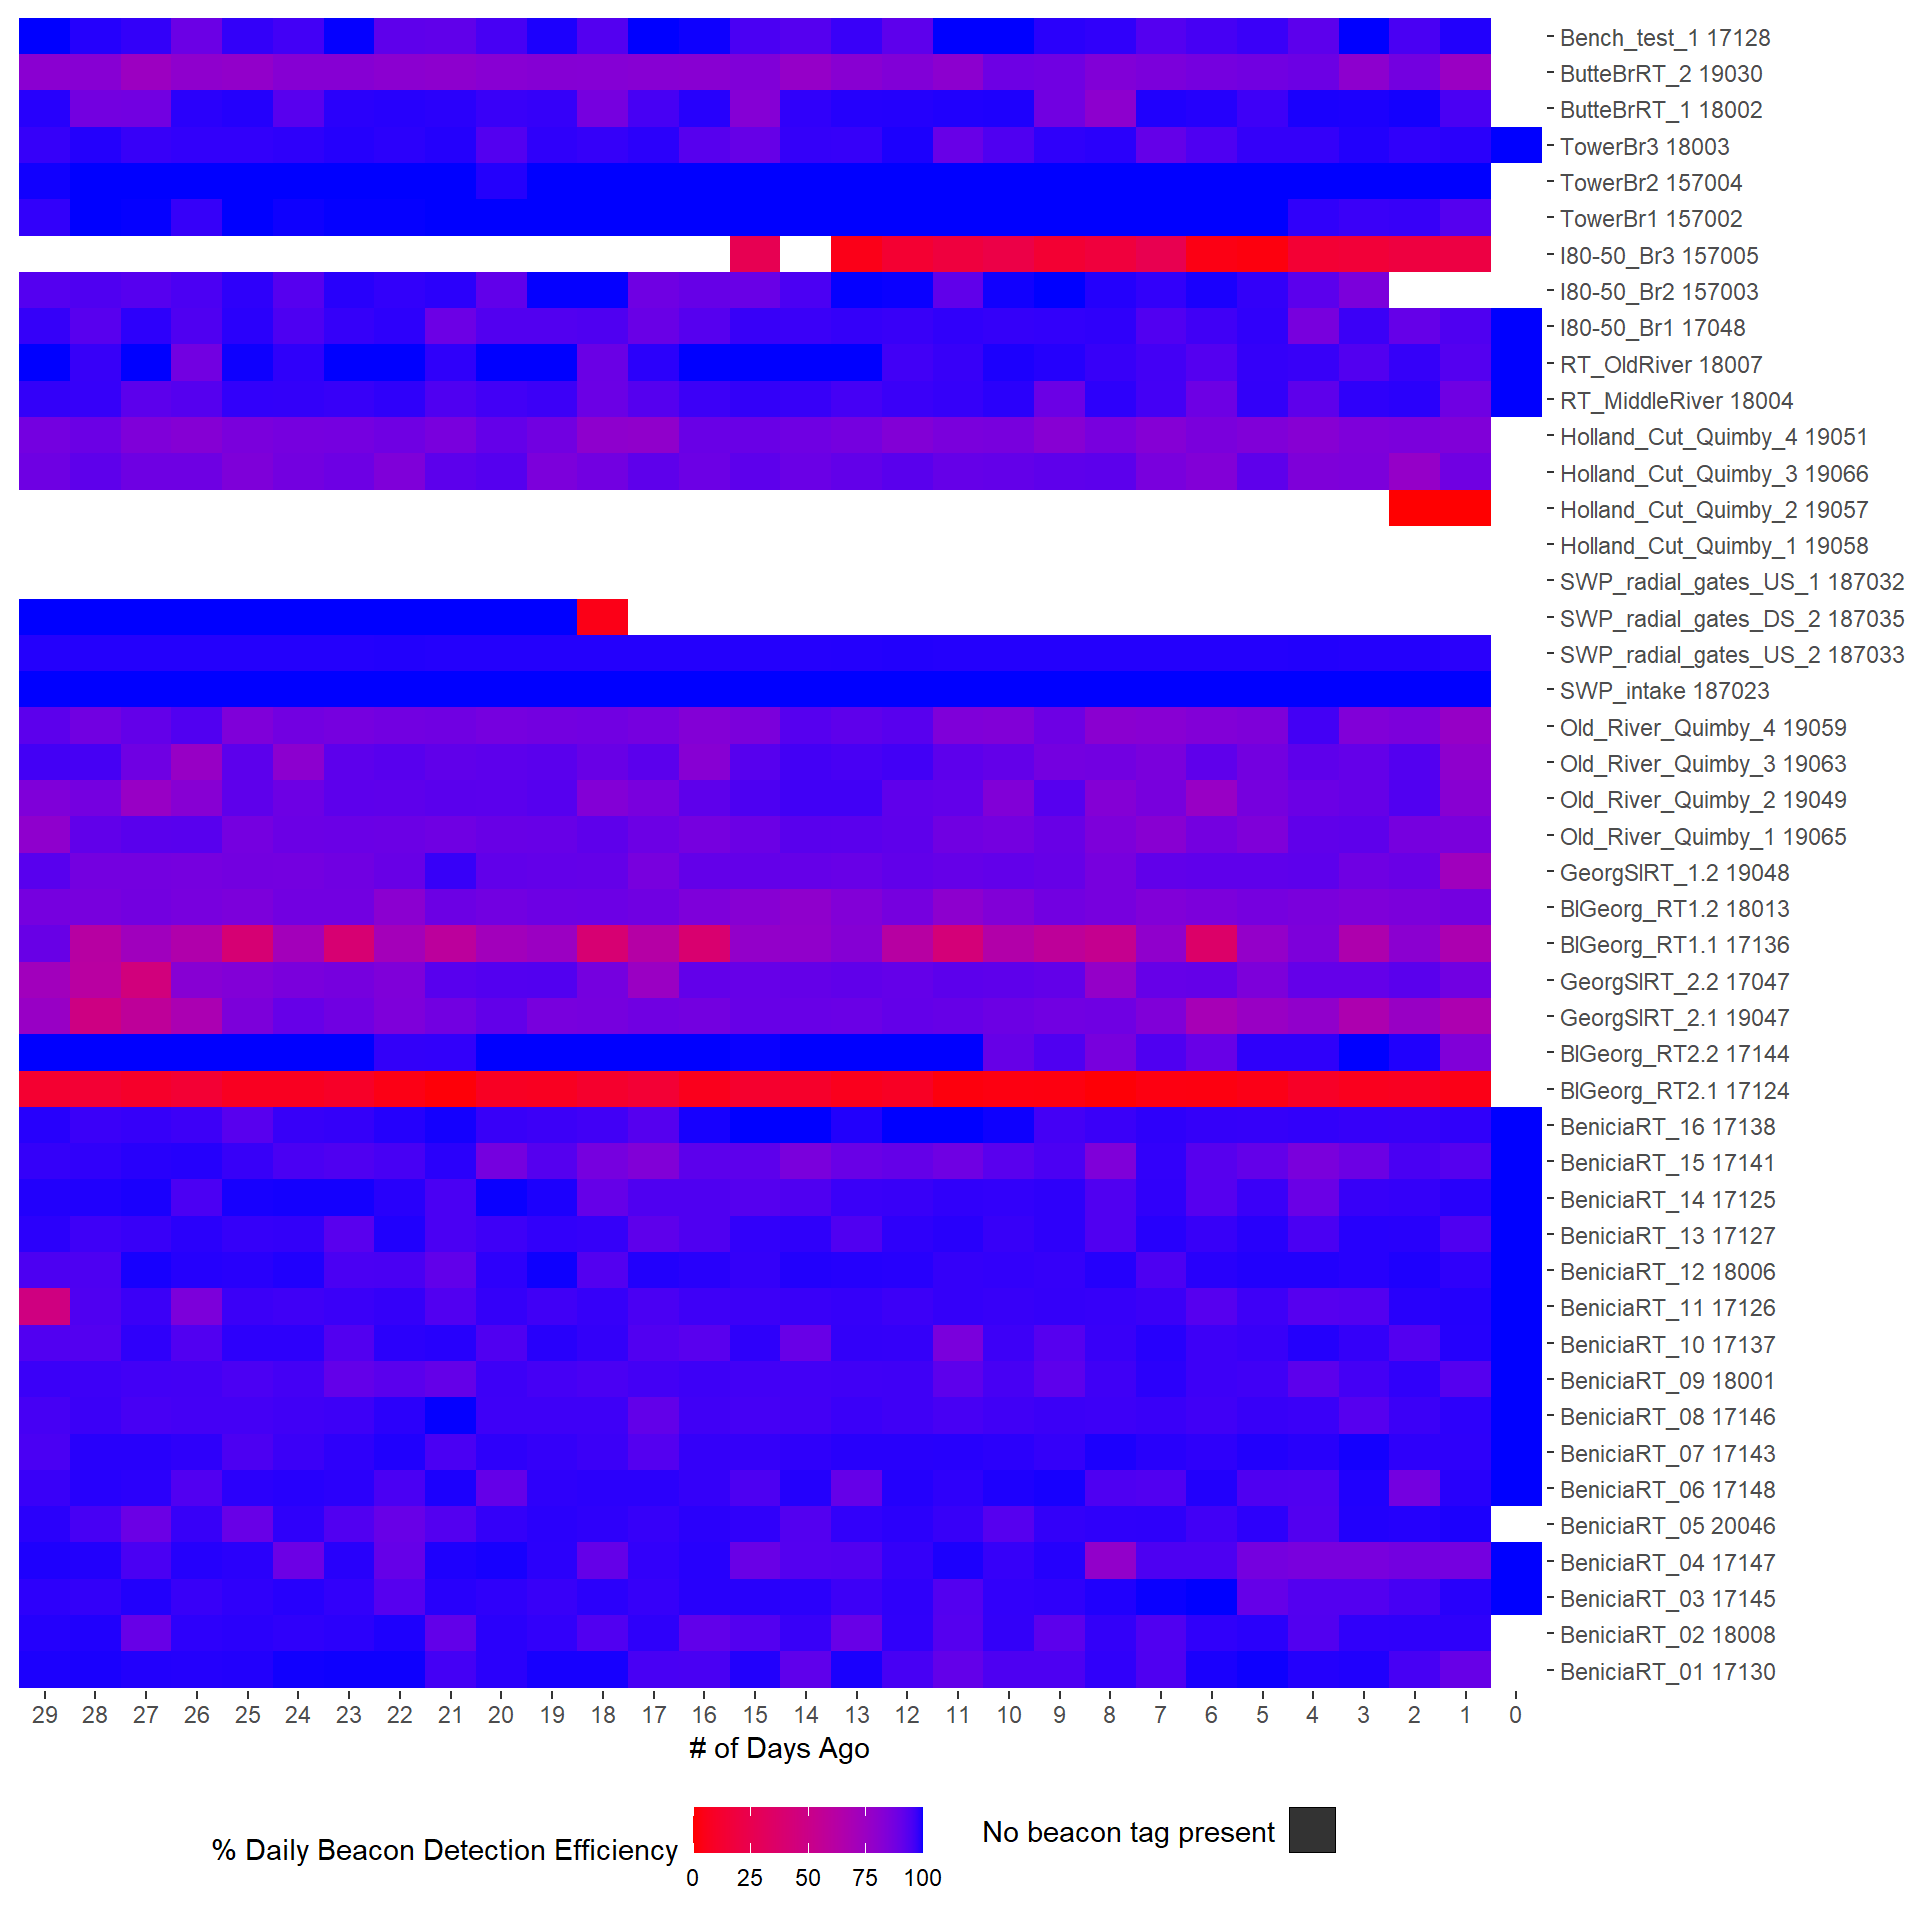 Bench_test_1 17128
ButteBrRT_2 19030
ButteBrRT_1 18002
TowerBr3 18003
TowerBr2 157004
TowerBr1 157002
I80-50_Br3 157005
I80-50_Br2 157003
I80-50_Br1 17048
RT_OldRiver 18007
RT_MiddleRiver 18004
Holland_Cut_Quimby_4 19051
Holland_Cut_Quimby_3 19066
Holland_Cut_Quimby_2 19057
Holland_Cut_Quimby_1 19058
SWP_radial_gates_US_1 187032
SWP_radial_gates_DS_2 187035
SWP_radial_gates_US_2 187033
SWP_intake 187023
Old_River_Quimby_4 19059
Old_River_Quimby_3 19063
Old_River_Quimby_2 19049
Old_River_Quimby_1 19065
GeorgSlRT_1.2 19048
BlGeorg_RT1.2 18013
BlGeorg_RT1.1 17136
GeorgSlRT_2.2 17047
GeorgSlRT_2.1 19047
BlGeorg_RT2.2 17144
BlGeorg_RT2.1 17124
BeniciaRT_16 17138
BeniciaRT_15 17141
BeniciaRT_14 17125
BeniciaRT_13 17127
BeniciaRT_12 18006
BeniciaRT_11 17126
BeniciaRT_10 17137
BeniciaRT_09 18001
BeniciaRT_08 17146
BeniciaRT_07 17143
BeniciaRT_06 17148
BeniciaRT_05 20046
BeniciaRT_04 17147
BeniciaRT_03 17145
BeniciaRT_02 18008
BeniciaRT_01 17130
29 28 27 26 25 24 23 22 21 20 19 18 17 16 15 14 13 12 11 10 9 8 7 6 5 4 3 2 1 0
# of Days Ago
% Daily Beacon Detection Efficiency
0 25 50 75 100
No beacon tag present